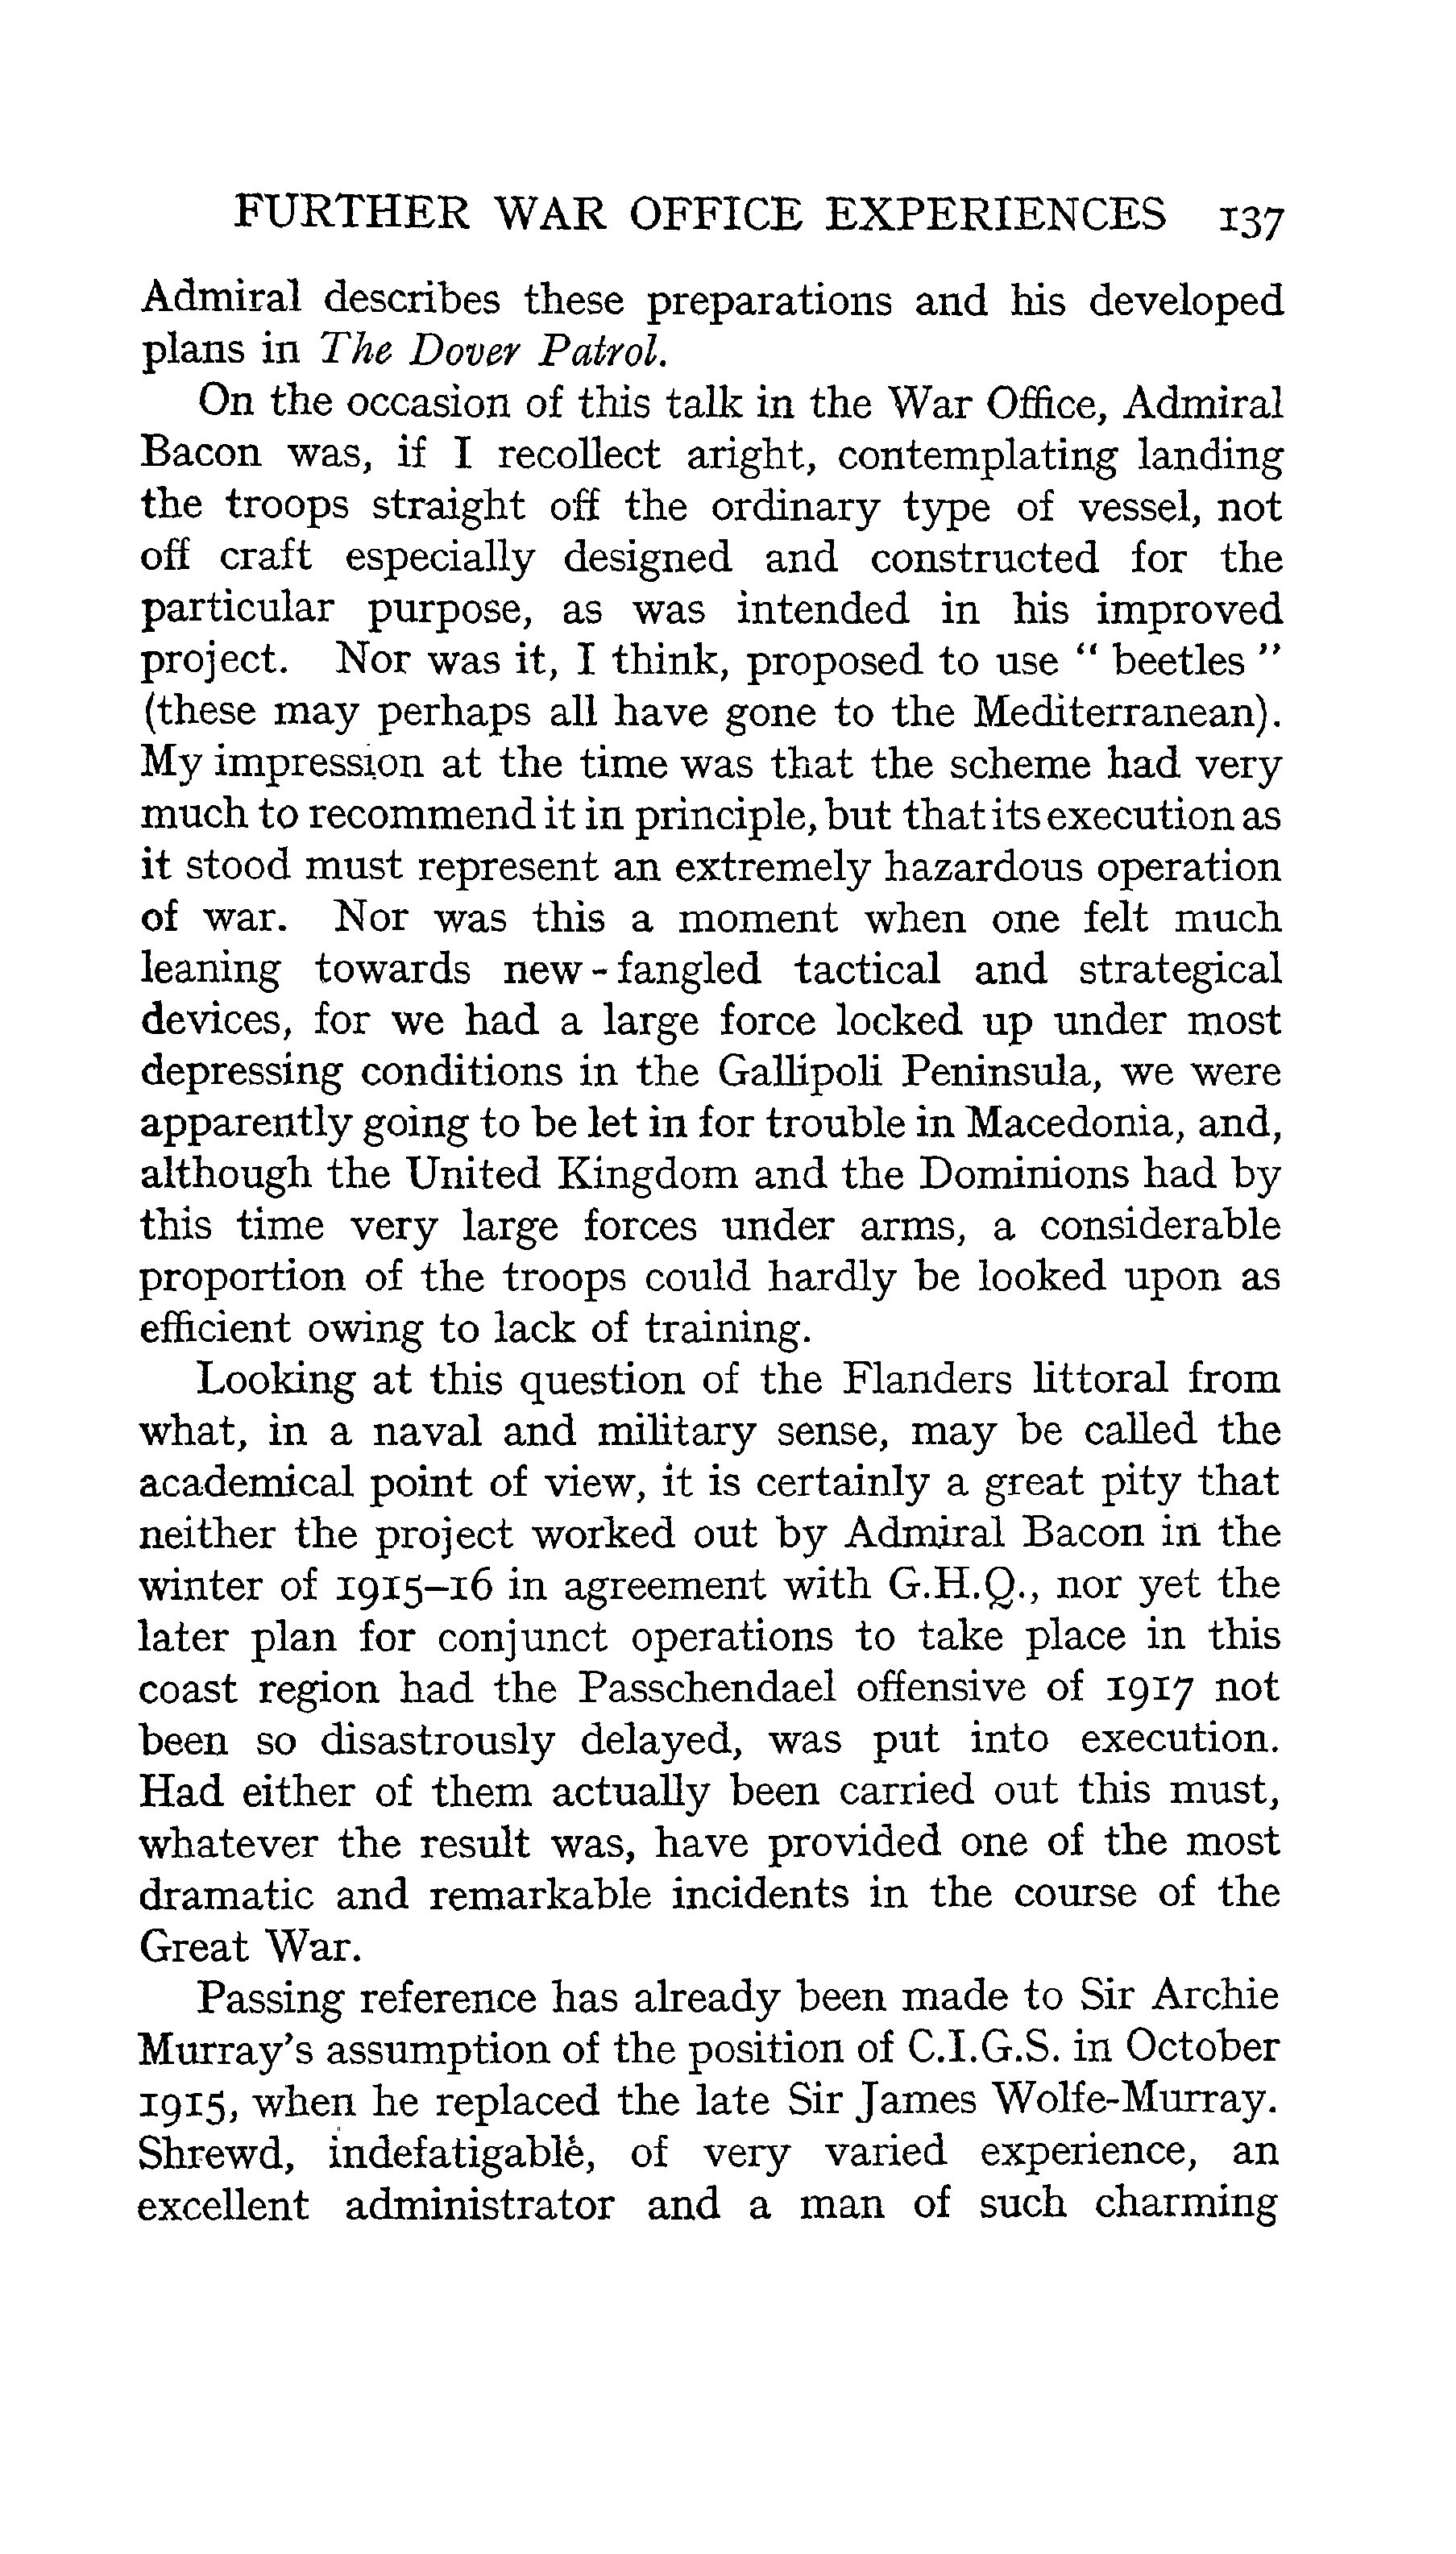 FURTHER WAR OFFICE EXPERIENCES 137
Admiral describes these preparations and his developed
plans in The Dover Patrol.
On the occasion of this talk in the War Office, Admiral
Bacon was, if I recollect aright, contemplating landing
the troops straight off the ordinary type of vessel, not
off craft especially designed and constructed for the
particular purpose, as was intended in his improved
project. Nor was it, I think, proposed to use " beetles "
(these may perhaps all have gone to the Mediterranean).
My impression at the time was that the scheme had very
much to recommend it in principle, but that its execution as
it stood must represent an extremely hazardous operation
of war. Nor was this a moment when one felt much
leaning towards new-fangled tactical and strategical
devices, for we had a large force locked up under most
depressing conditions in the Gallipoli Peninsula, we were
apparently going to be let in for trouble in Macedonia, and,
although the United Kingdom and the Dominions had by
this time very large forces under arms, a considerable
proportion of the troops could hardly be looked upon as
efficient owing to lack of training.
Looking at this question of the Flanders littoral from
what, in a naval and military sense, may be called the
academical point of view, it is certainly a great pity that
neither the project worked out by Admiral Bacon in the
winter of 1915–16 in agreement with G.H.Q., nor yet the
later plan for conjunct operations to take place in this
coast region had the Passchendael offensive of 1917 not
been so disastrously delayed, was put into execution.
Had either of them actually been carried out this must,
whatever the result was, have provided one of the most
dramatic and remarkable incidents in the course of the
Great War.
Passing reference has already been made to Sir Archie
Murray's assumption of the position of C.I.G.S. in October
1915, when he replaced the late Sir James Wolfe-Murray.
Shrewd, indefatigable, of very varied experience, an
excellent administrator and a man of such charming